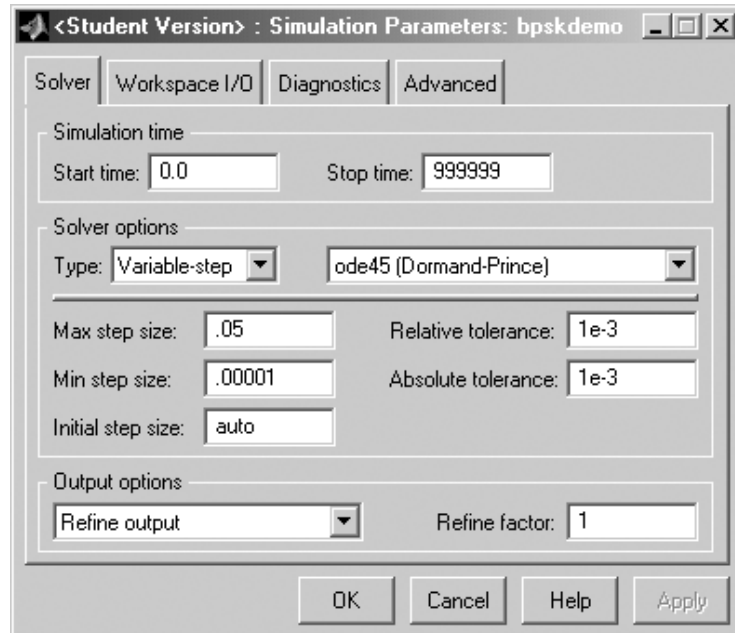 <Student Version> : Simulation Parameters: bpskdemo
Solver Workspace I/O Diagnostics Advanced
Simulation time
Start time: 0.0 Stop time: 999999
Solver options
Type: Variable-step ode45 (Dormand-Prince)
Max step size: .05 Relative tolerance: 1e-3
Min step size: .00001 Absolute tolerance: 1e-3
Initial step size: auto
Output options
Refine output Refine factor: 1
OK Cancel Help Apply